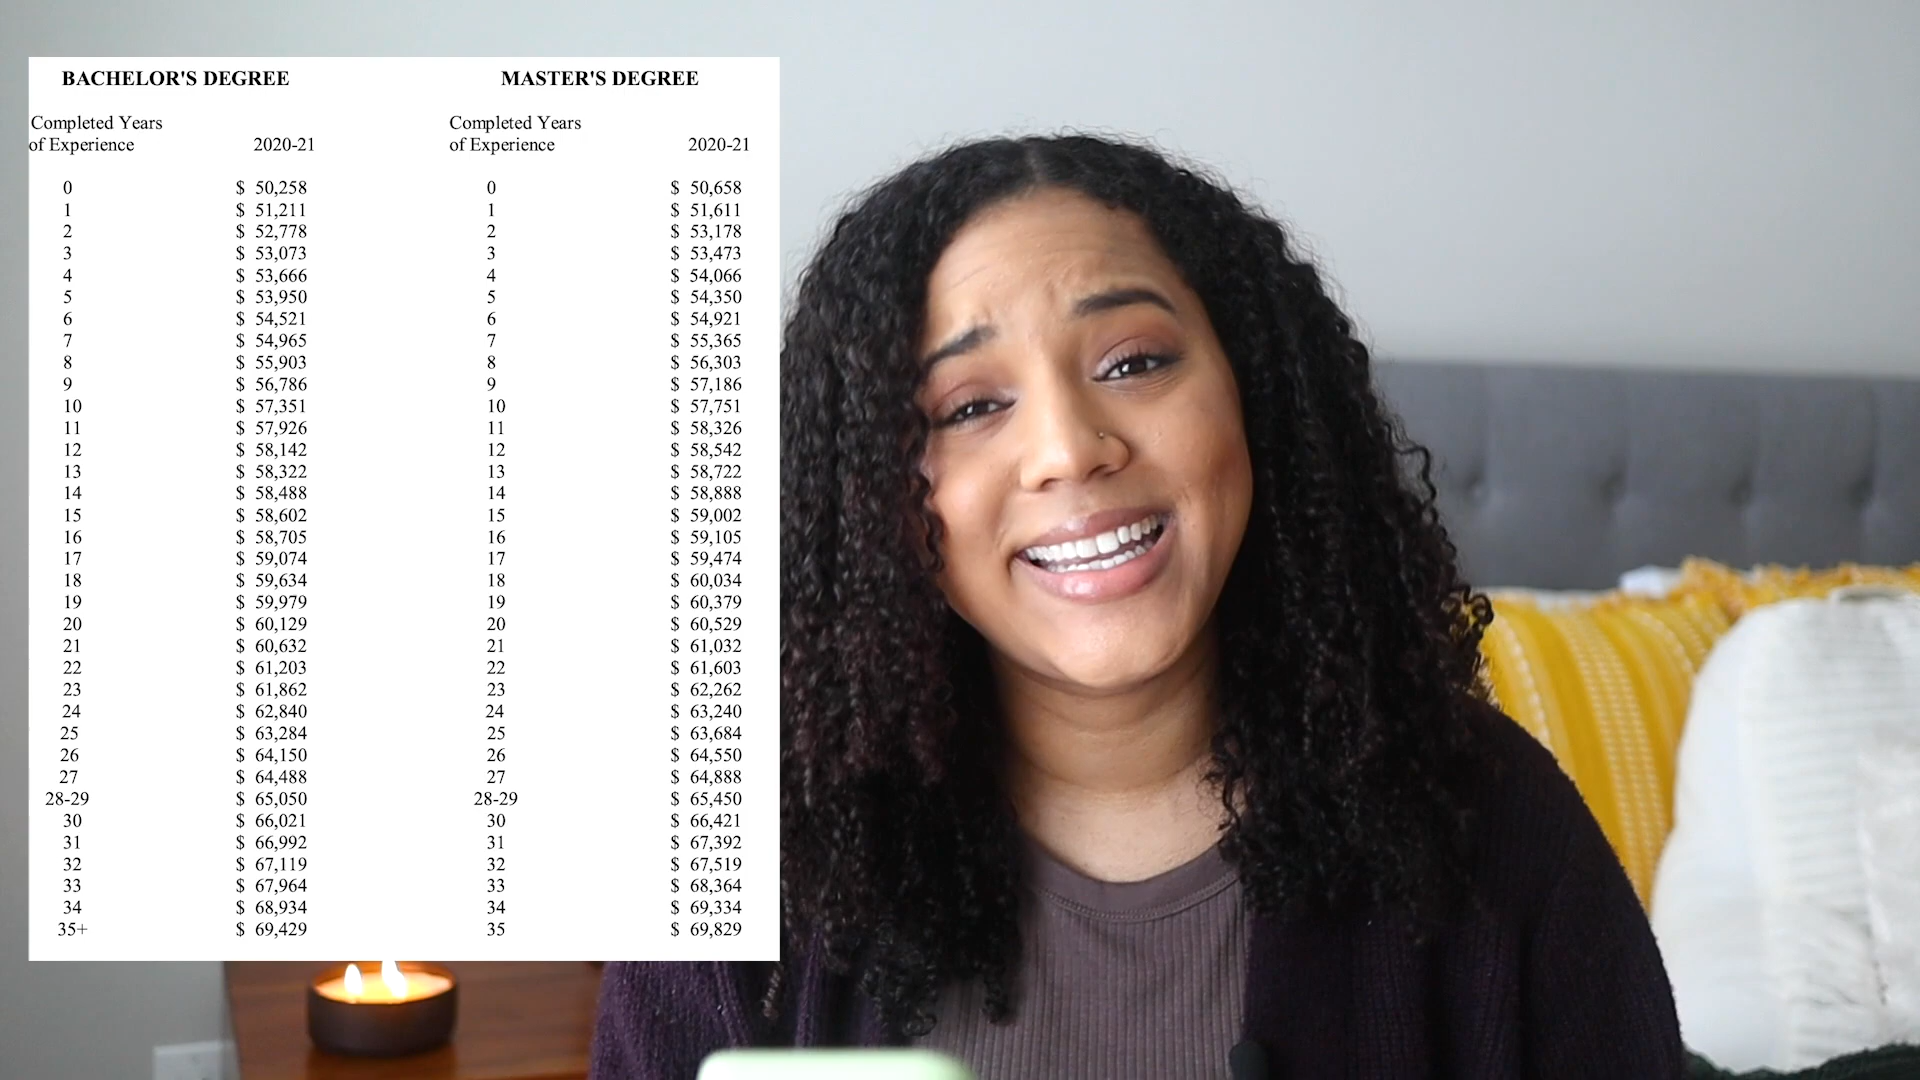 BACHELOR'S DEGREE MASTER'S DEGREE
Completed Years Completed Years
of Experience 2020-21 of Experience 2020-21
0 $ 50,258 0 $ 50,658
1 $ 51,211 1 $ 51,611
2 $ 52,778 2 $ 53,178
3 $ 53,073 3 $ 53,473
4 $ 53,666 4 $ 54,066
5 $ 53,950 5 $ 54,350
6 $ 54,521 6 $ 54,921
7 $ 54,965 7 $ 55,365
8 $ 55,903 8 $ 56,303
9 $ 56,786 9 $ 57,186
10 $ 57,351 10 $ 57,751
11 $ 57,926 11 $ 58,326
12 $ 58,142 12 $ 58,542
13 $ 58,322 13 $ 58,722
14 $ 58,488 14 $ 58,888
15 $ 58,602 15 $ 59,002
16 $ 58,705 16 $ 59,105
17 $ 59,074 17 $ 59,474
18 $ 59,634 18 $ 60,034
19 $ 59,979 19 $ 60,379
20 $ 60,129 20 $ 60,529
21 $ 60,632 21 $ 61,032
22 $ 61,203 22 $ 61,603
23 $ 61,862 23 $ 62,262
24 $ 62,840 24 $ 63,240
25 $ 63,284 25 $ 63,684
26 $ 64,150 26 $ 64,550
27 $ 64,488 27 $ 64,888
28-29 $ 65,050 28-29 $ 65,450
30 $ 66,021 30 $ 66,421
31 $ 66,992 31 $ 67,392
32 $ 67,119 32 $ 67,519
33 $ 67,964 33 $ 68,364
34 $ 68,934 34 $ 69,334
35+ $ 69,429 35 $ 69,829